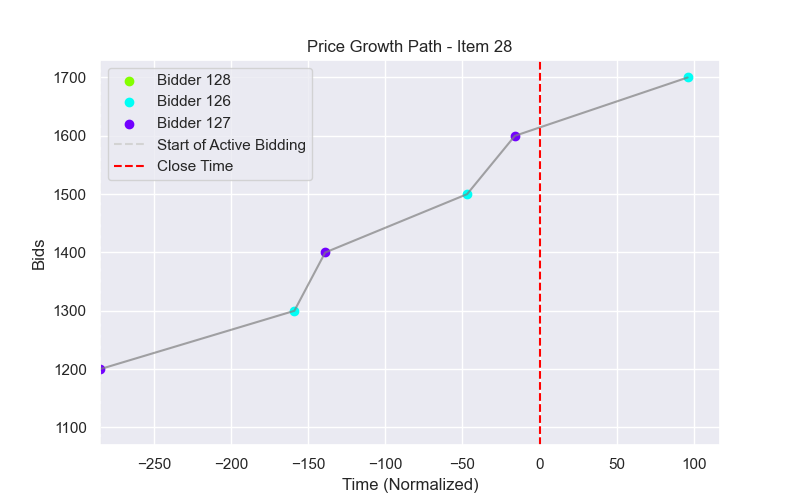 Price Growth Path - Item 28
Bidder 128
Bidder 126
Bidder 127
Start of Active Bidding
Close Time
1700
1600
1500
1400
1300
1200
1100
Bids
−250 −200 −150 −100 −50 0 50 100
Time (Normalized)